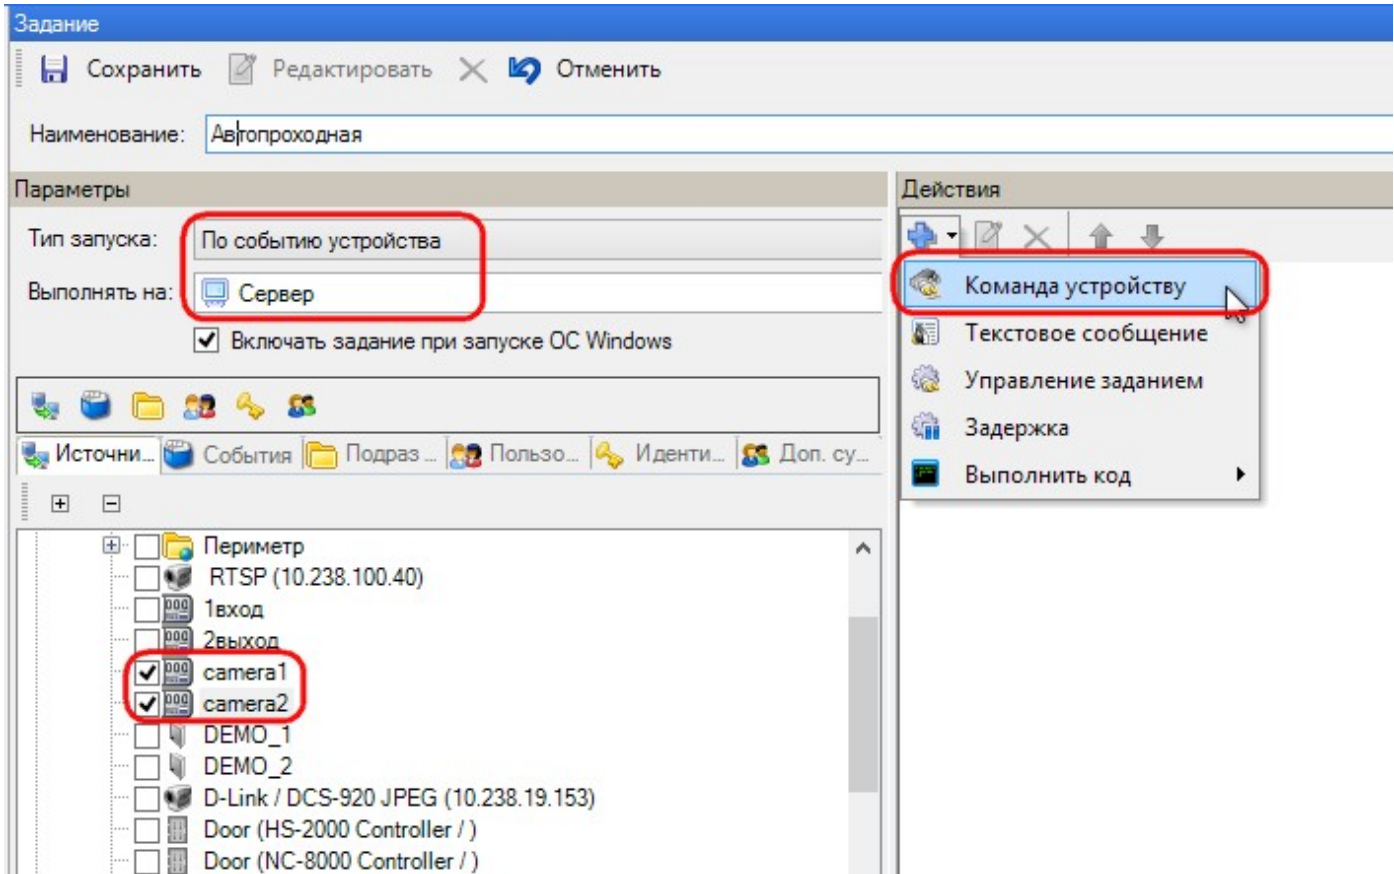 Задание
Сохранить Редактировать Отменить
Наименование: Автопроходная
Параметры
Тип запуска: По событию устройства
Выполнять на: Сервер
Включать задание при запуске ОС Windows
Источни... События Подраз ... Пользо... Иденти... Доп. су...
Периметр
RTSP (10.238.100.40)
1вход
2выход
camera1
camera2
DEMO_1
DEMO_2
D-Link / DCS-920 JPEG (10.238.19.153)
Door (HS-2000 Controller / )
Door (NC-8000 Controller / )
Действия
Команда устройству
Текстовое сообщение
Управление заданием
Задержка
Выполнить код